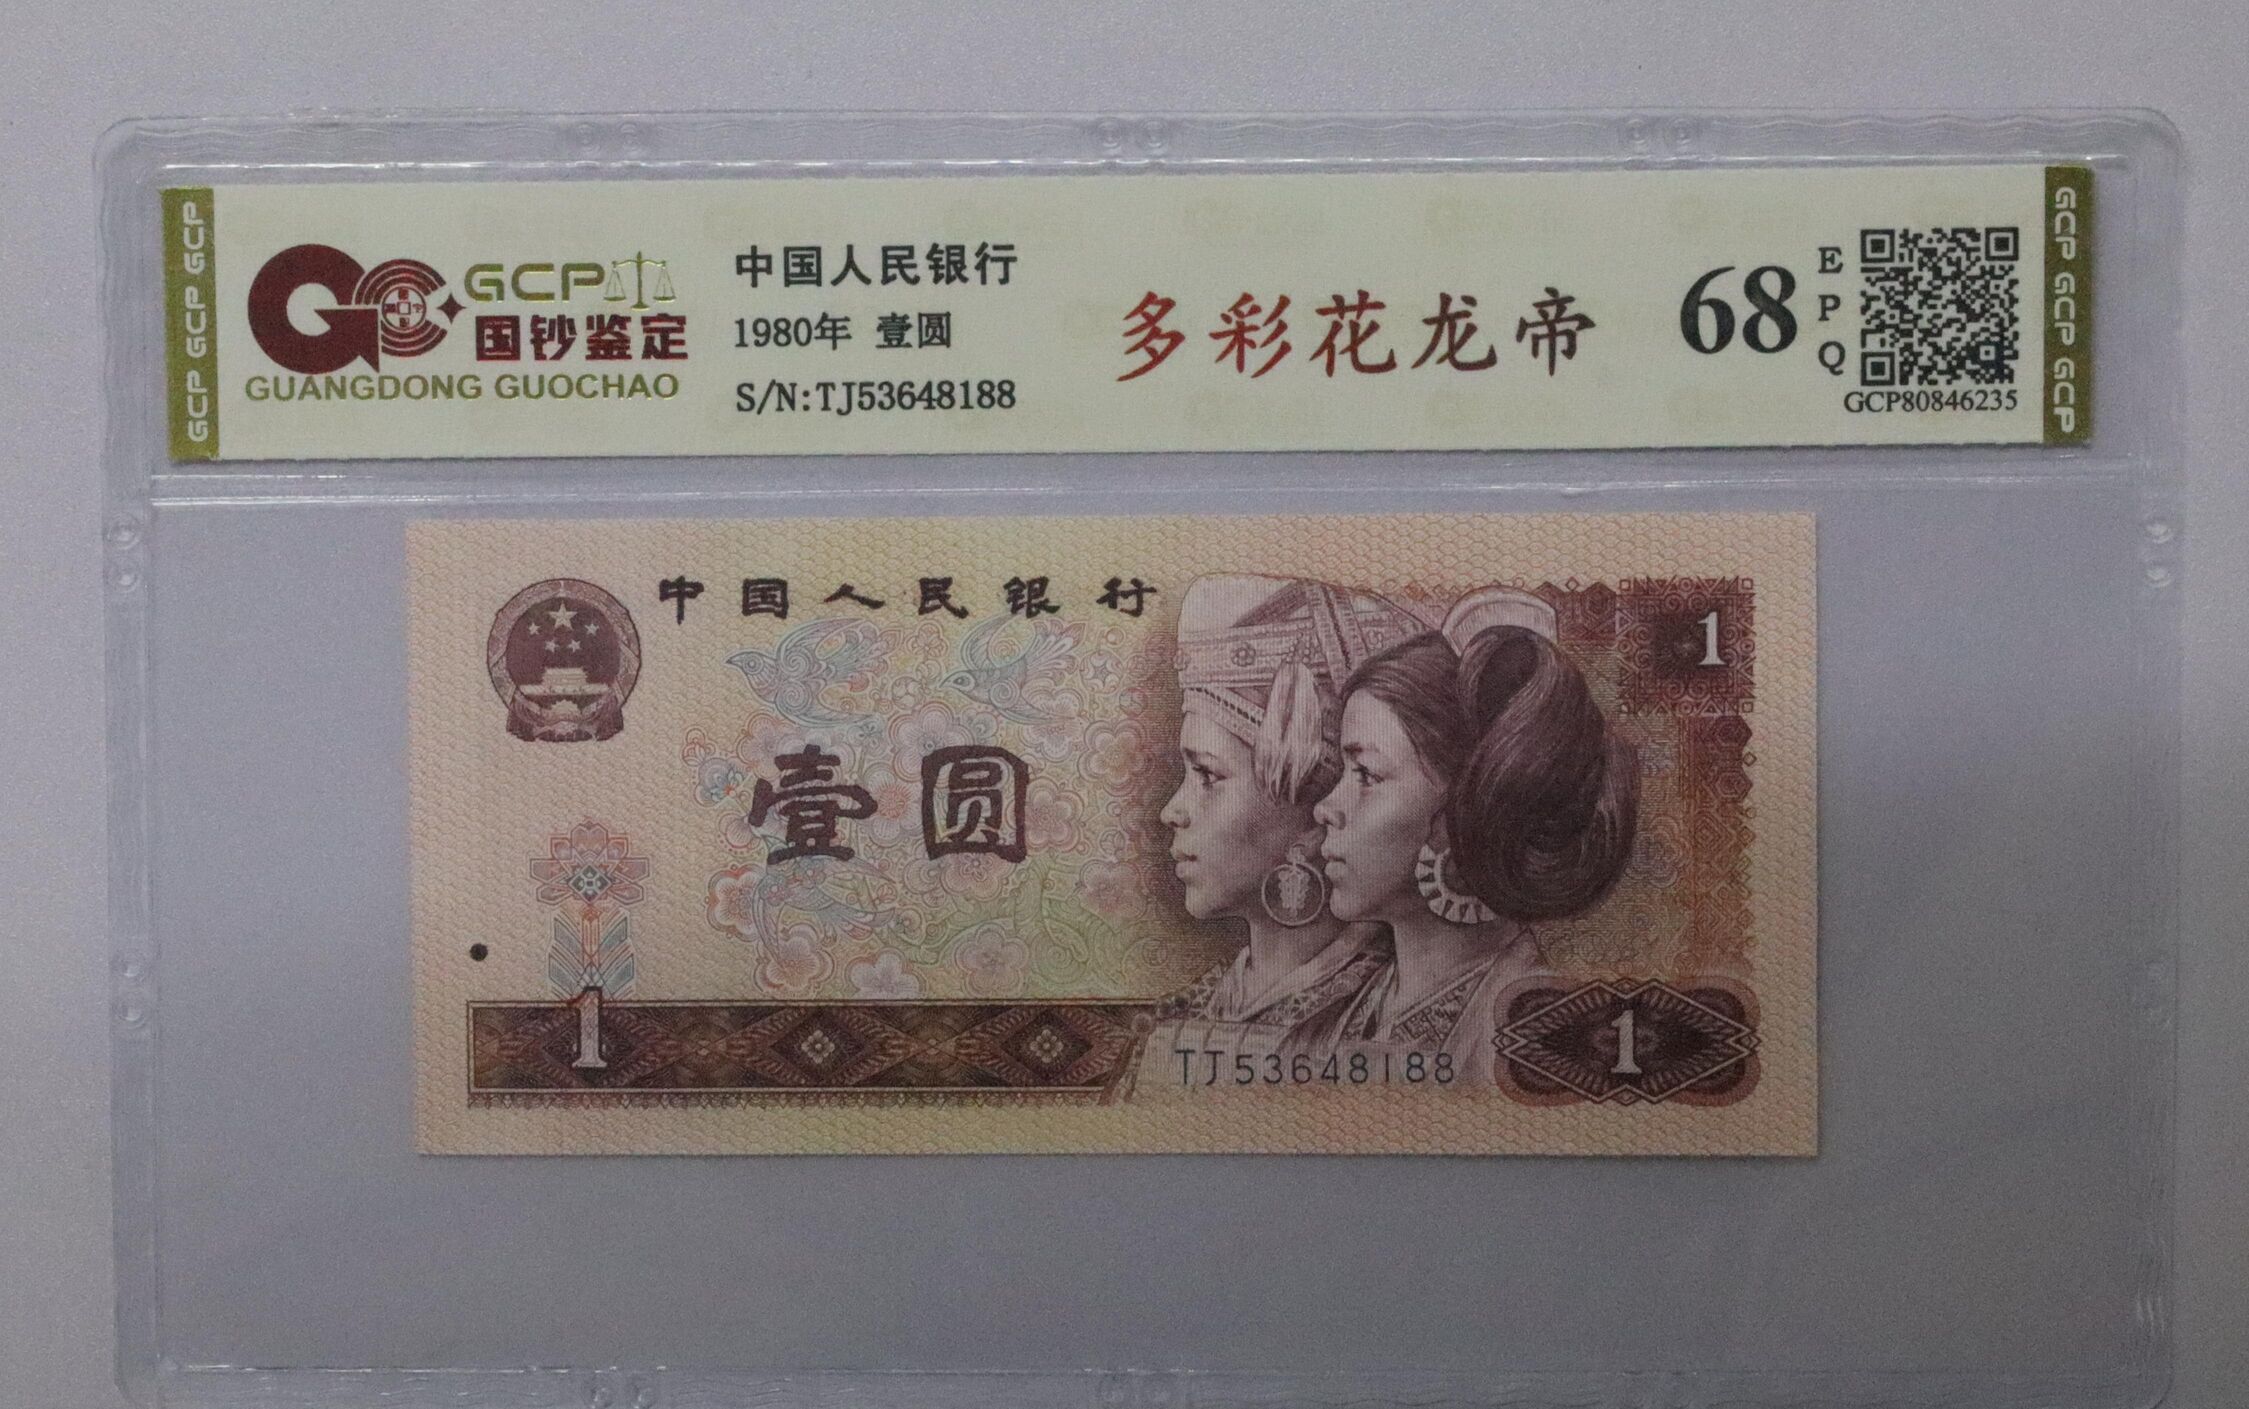 GCP GCP GCP
GCP
国钞鉴定
GUANGDONG GUOCHAO
中国人民银行
1980年 壹圆
S/N:TJ53648188
多彩花龙帝
68
EPQ
GCP80846235
GCP GCP GCP
中国人民银行
1
壹圆
1
TJ53648188
1